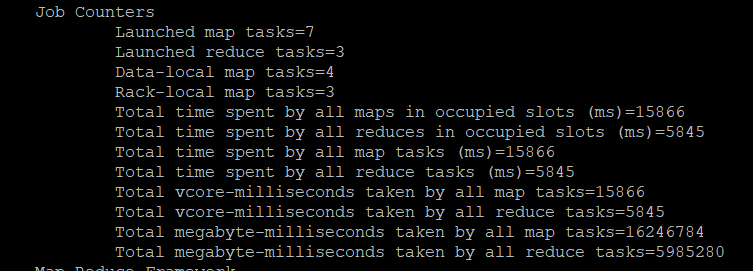 Job Counters
Launched map tasks=7
Launched reduce tasks=3
Data-local map tasks=4
Rack-local map tasks=3
Total time spent by all maps in occupied slots (ms)=15866
Total time spent by all reduces in occupied slots (ms)=5845
Total time spent by all map tasks (ms)=15866
Total time spent by all reduce tasks (ms)=5845
Total vcore-milliseconds taken by all map tasks=15866
Total vcore-milliseconds taken by all reduce tasks=5845
Total megabyte-milliseconds taken by all map tasks=16246784
Total megabyte-milliseconds taken by all reduce tasks=5985280
Map-Reduce Framework